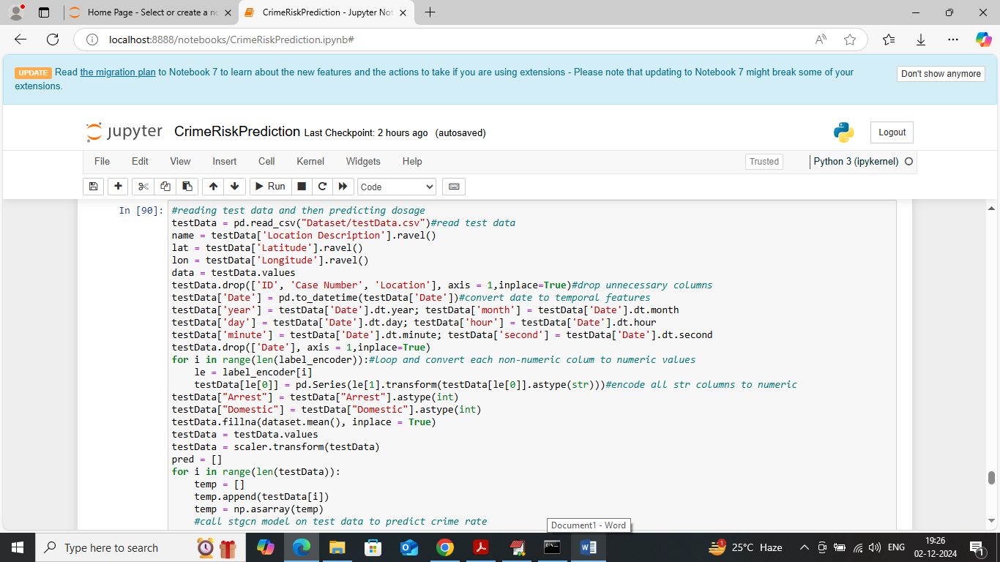 Home Page - Select or create a no
CrimeRiskPrediction - Jupyter Not
localhost:8888/notebooks/CrimeRiskPrediction.ipynb#
UPDATE Read the migration plan to Notebook 7 to learn about the new features and the actions to take if you are using extensions - Please note that updating to Notebook 7 might break some of your
extensions.
Don't show anymore
jupyter CrimeRiskPrediction Last Checkpoint: 2 hours ago (autosaved)
Logout
File Edit View Insert Cell Kernel Widgets Help
Trusted
Python 3 (ipykernel)
Run
Code
In [90]:
#reading test data and then predicting dosage
testData = pd.read_csv("Dataset/testData.csv")#read test data
name = testData['Location Description'].ravel()
lat = testData['Latitude'].ravel()
lon = testData['Longitude'].ravel()
data = testData.values
testData.drop(['ID', 'Case Number', 'Location'], axis = 1,inplace=True)#drop unnecessary columns
testData['Date'] = pd.to_datetime(testData['Date'])#convert date to temporal features
testData['year'] = testData['Date'].dt.year; testData['month'] = testData['Date'].dt.month
testData['day'] = testData['Date'].dt.day; testData['hour'] = testData['Date'].dt.hour
testData['minute'] = testData['Date'].dt.minute; testData['second'] = testData['Date'].dt.second
testData.drop(['Date'], axis = 1,inplace=True)
for i in range(len(label_encoder)):#loop and convert each non-numeric colum to numeric values
    le = label_encoder[i]
    testData[le[0]] = pd.Series(le[1].transform(testData[le[0]].astype(str)))#encode all str columns to numeric
testData["Arrest"] = testData["Arrest"].astype(int)
testData["Domestic"] = testData["Domestic"].astype(int)
testData.fillna(dataset.mean(), inplace = True)
testData = testData.values
testData = scaler.transform(testData)
pred = []
for i in range(len(testData)):
    temp = []
    temp.append(testData[i])
    temp = np.asarray(temp)
    #call stgcn model on test data to predict crime rate
Document1 - Word
Type here to search
1
25°C Haze
ENG
19:26
02-12-2024
1